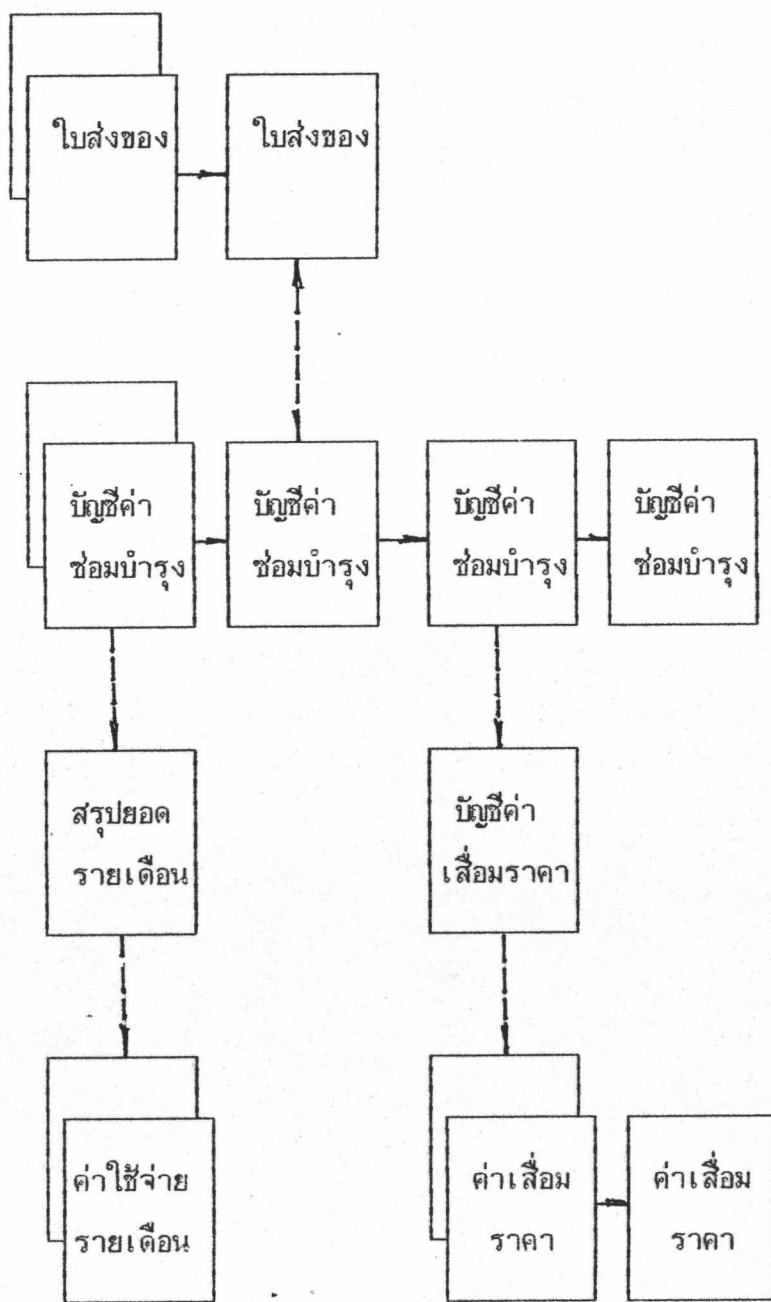 ใบส่งของ
ใบส่งของ
บัญชีค่า
ซ่อมบำรุง
บัญชีค่า
ซ่อมบำรุง
บัญชีค่า
ซ่อมบำรุง
บัญชีค่า
ซ่อมบำรุง
สรุปยอด
รายเดือน
บัญชีค่า
เสื่อมราคา
ค่าใช้จ่าย
รายเดือน
ค่าเสื่อม
ราคา
ค่าเสื่อม
ราคา